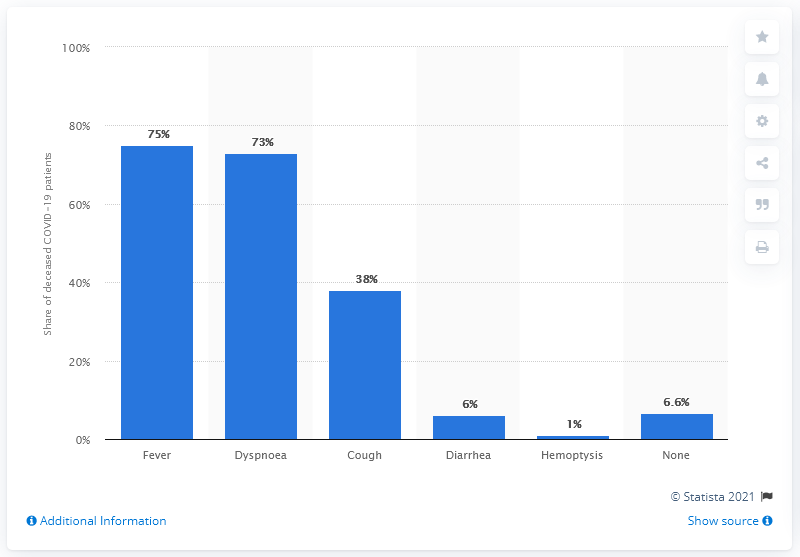 100%
80%
60%
40%
20%
0%
Share of deceased COVID-19 patients
75%
73%
38%
6%
1%
6.6%
Fever
Dyspnoea
Cough
Diarrhea
Hemoptysis
None
© Statista 2021
Additional Information
Show source